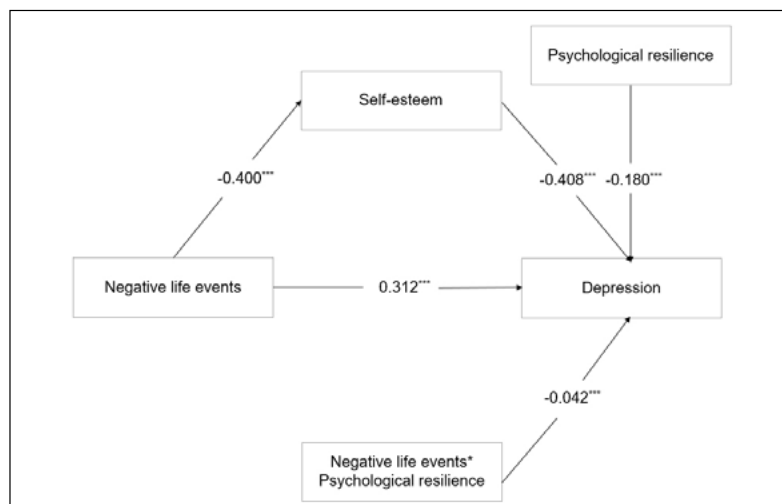 Psychological resilience
Self-esteem
-0.400***
-0.408***
-0.180***
Negative life events
0.312***
Depression
-0.042***
Negative life events*
Psychological resilience